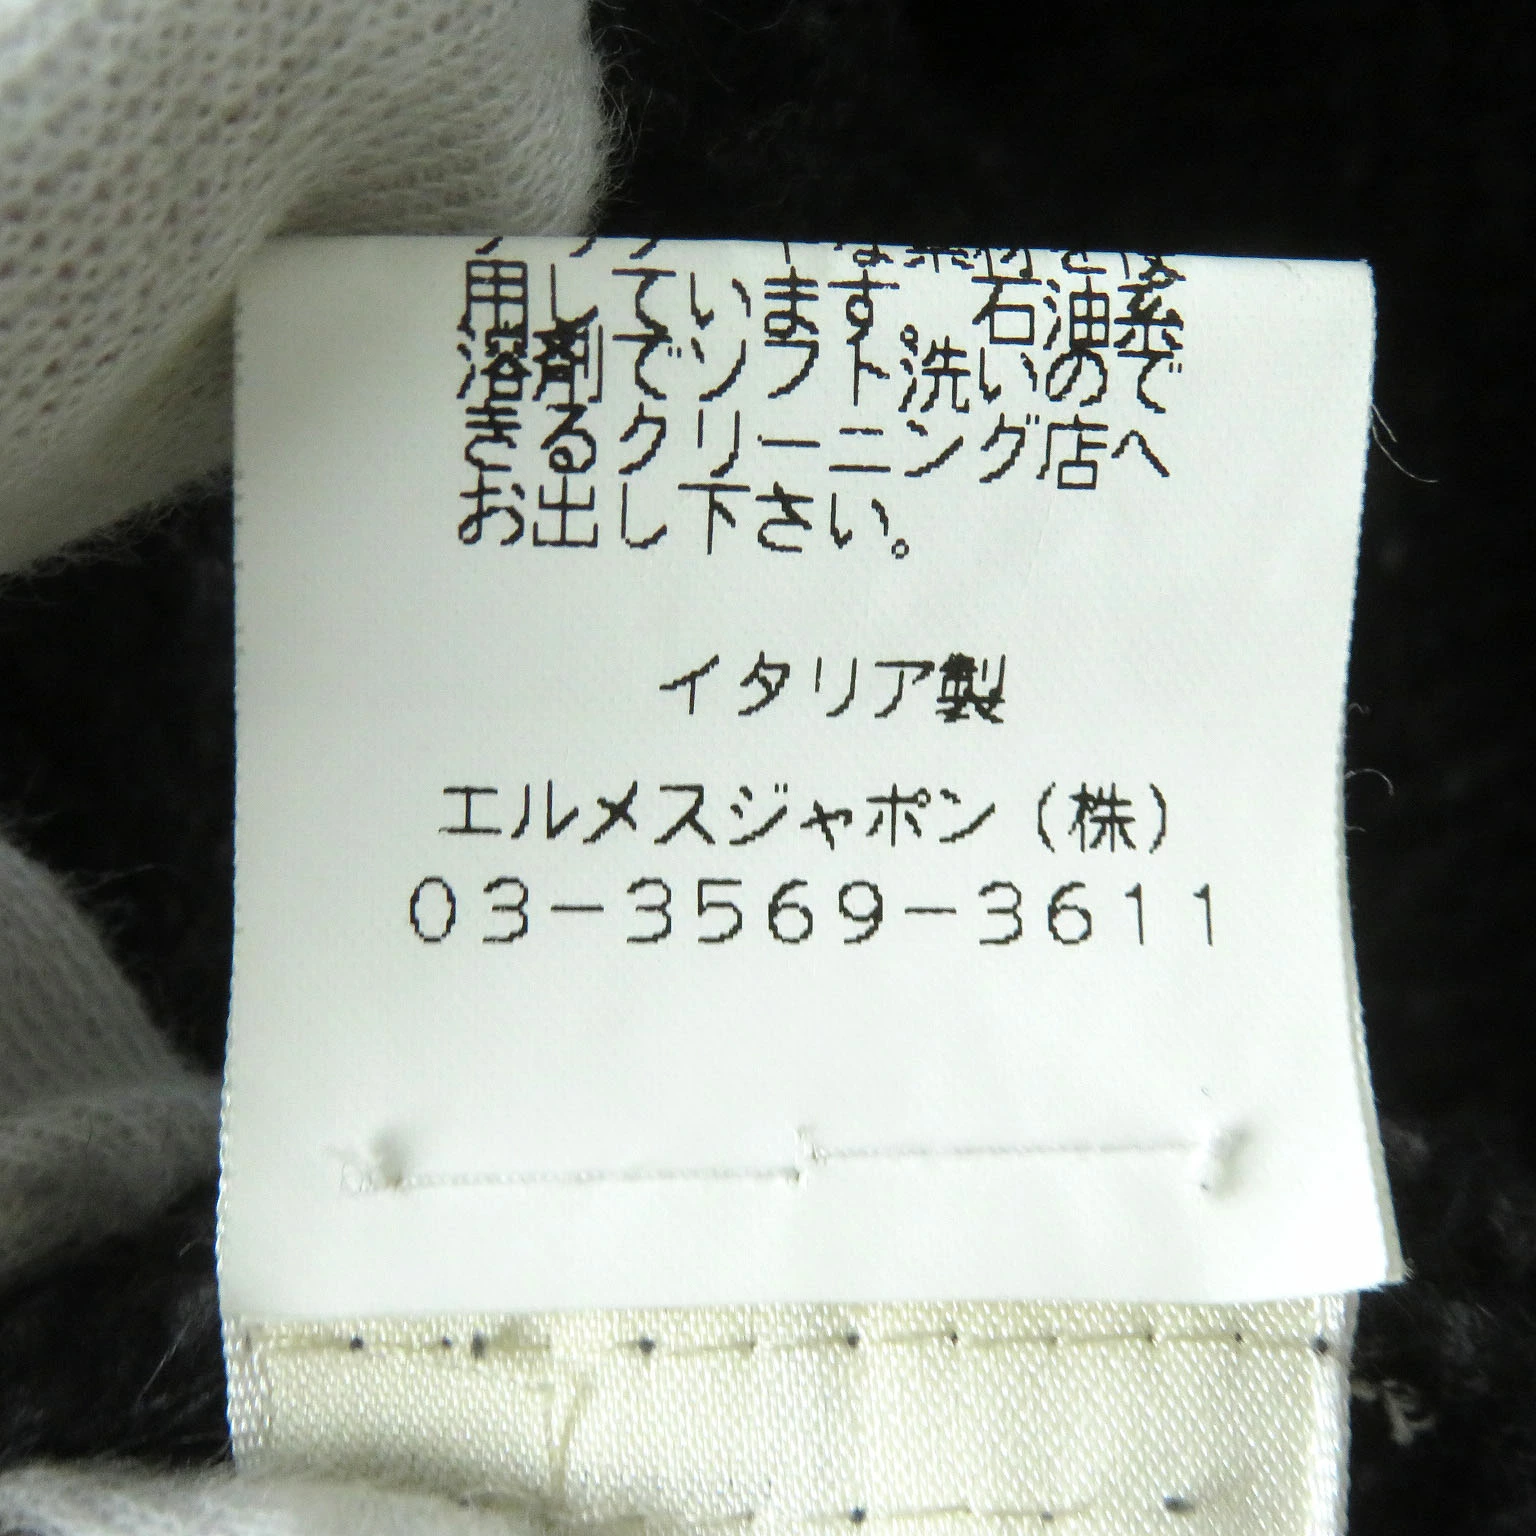 用しています。石油系
溶剤でソフト洗いので
きるクリーニング店へ
お出し下さい。
イタリア製
エルメスジャポン(株)
03-3569-3611